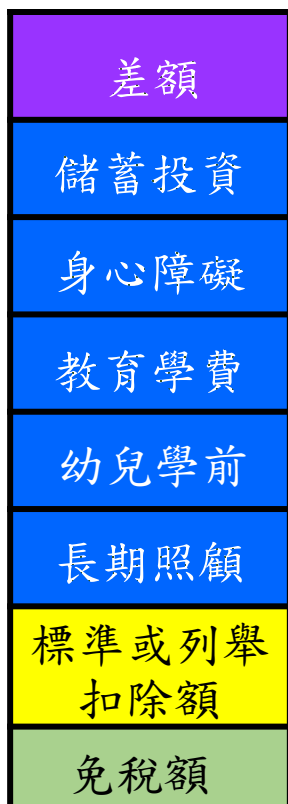 差額
儲蓄投資
身心障礙
教育學費
幼兒學前
長期照顧
標準或列舉
扣除額
免稅額